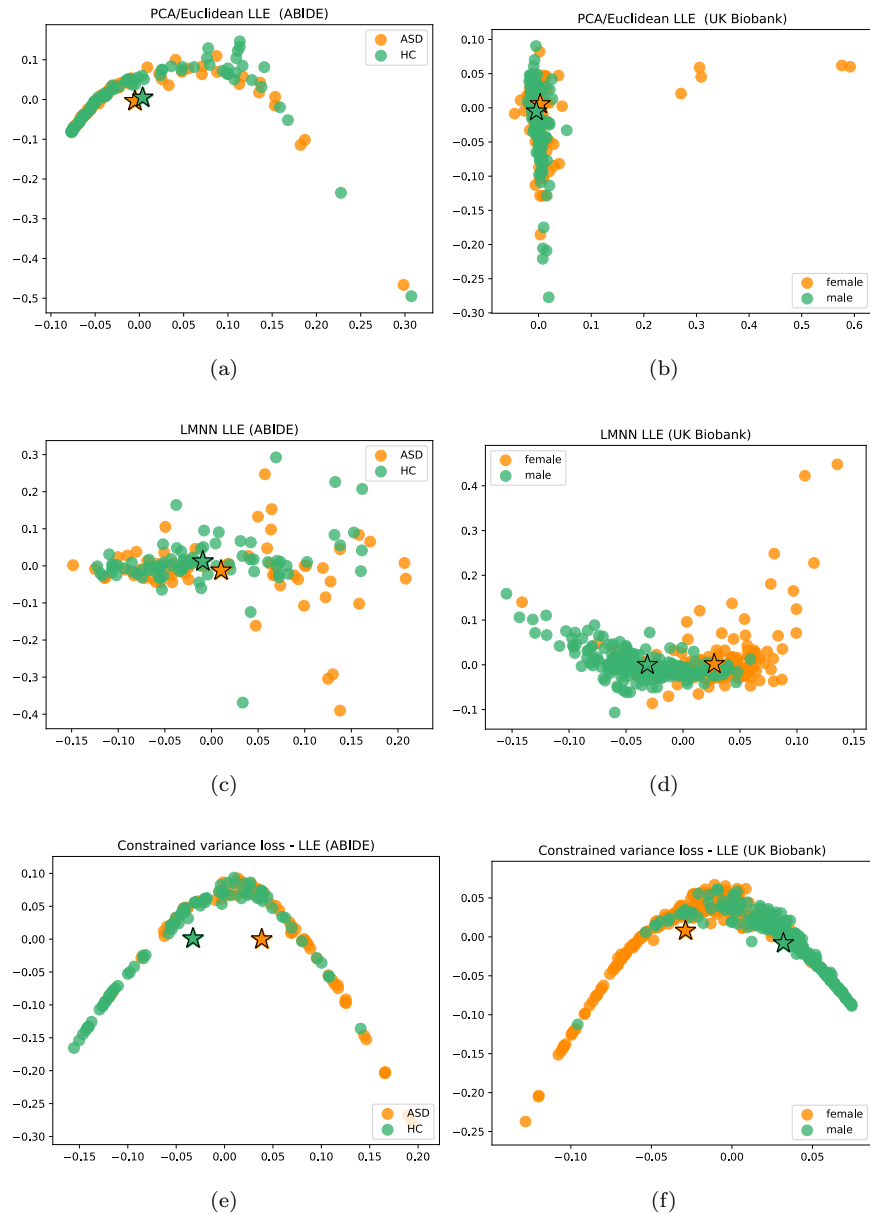 PCA/Euclidean LLE (ABIDE)
ASD
HC
0.1
0.0
−0.1
−0.2
−0.3
−0.4
−0.5
−0.10 −0.05 0.00 0.05 0.10 0.15 0.20 0.25 0.30
(a)
PCA/Euclidean LLE (UK Biobank)
0.10
0.05
0.00
−0.05
−0.10
−0.15
−0.20
−0.25
−0.30
female
male
0.0 0.1 0.2 0.3 0.4 0.5 0.6
(b)
LMNN LLE (ABIDE)
ASD
HC
0.3
0.2
0.1
0.0
−0.1
−0.2
−0.3
−0.4
−0.15 −0.10 −0.05 0.00 0.05 0.10 0.15 0.20
(c)
LMNN LLE (UK Biobank)
female
male
0.4
0.3
0.2
0.1
0.0
−0.1
−0.15 −0.10 −0.05 0.00 0.05 0.10 0.15
(d)
Constrained variance loss - LLE (ABIDE)
0.10
0.05
0.00
−0.05
−0.10
−0.15
−0.20
−0.25
−0.30
ASD
HC
−0.15 −0.10 −0.05 0.00 0.05 0.10 0.15 0.20
(e)
Constrained variance loss - LLE (UK Biobank)
0.05
0.00
−0.05
−0.10
−0.15
−0.20
−0.25
female
male
−0.10 −0.05 0.00 0.05
(f)